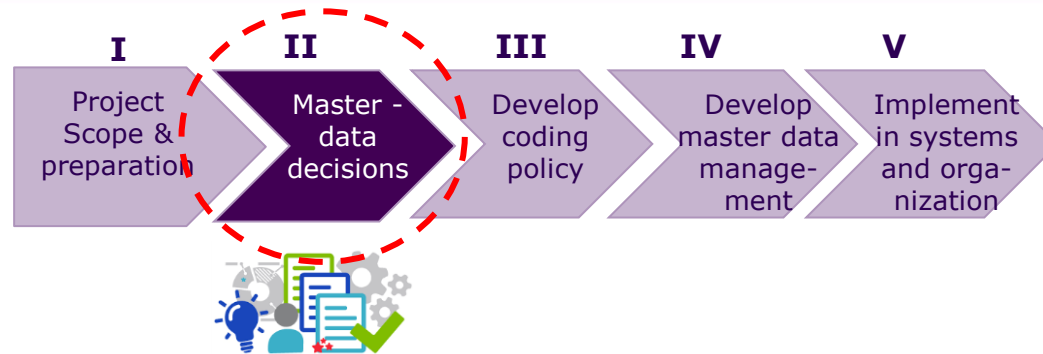 I
II
III
IV
V
Project
Scope &
preparation
Master -
data
decisions
Develop
coding
policy
Develop
master data
manage-
ment
Implement
in systems
and orga-
nization